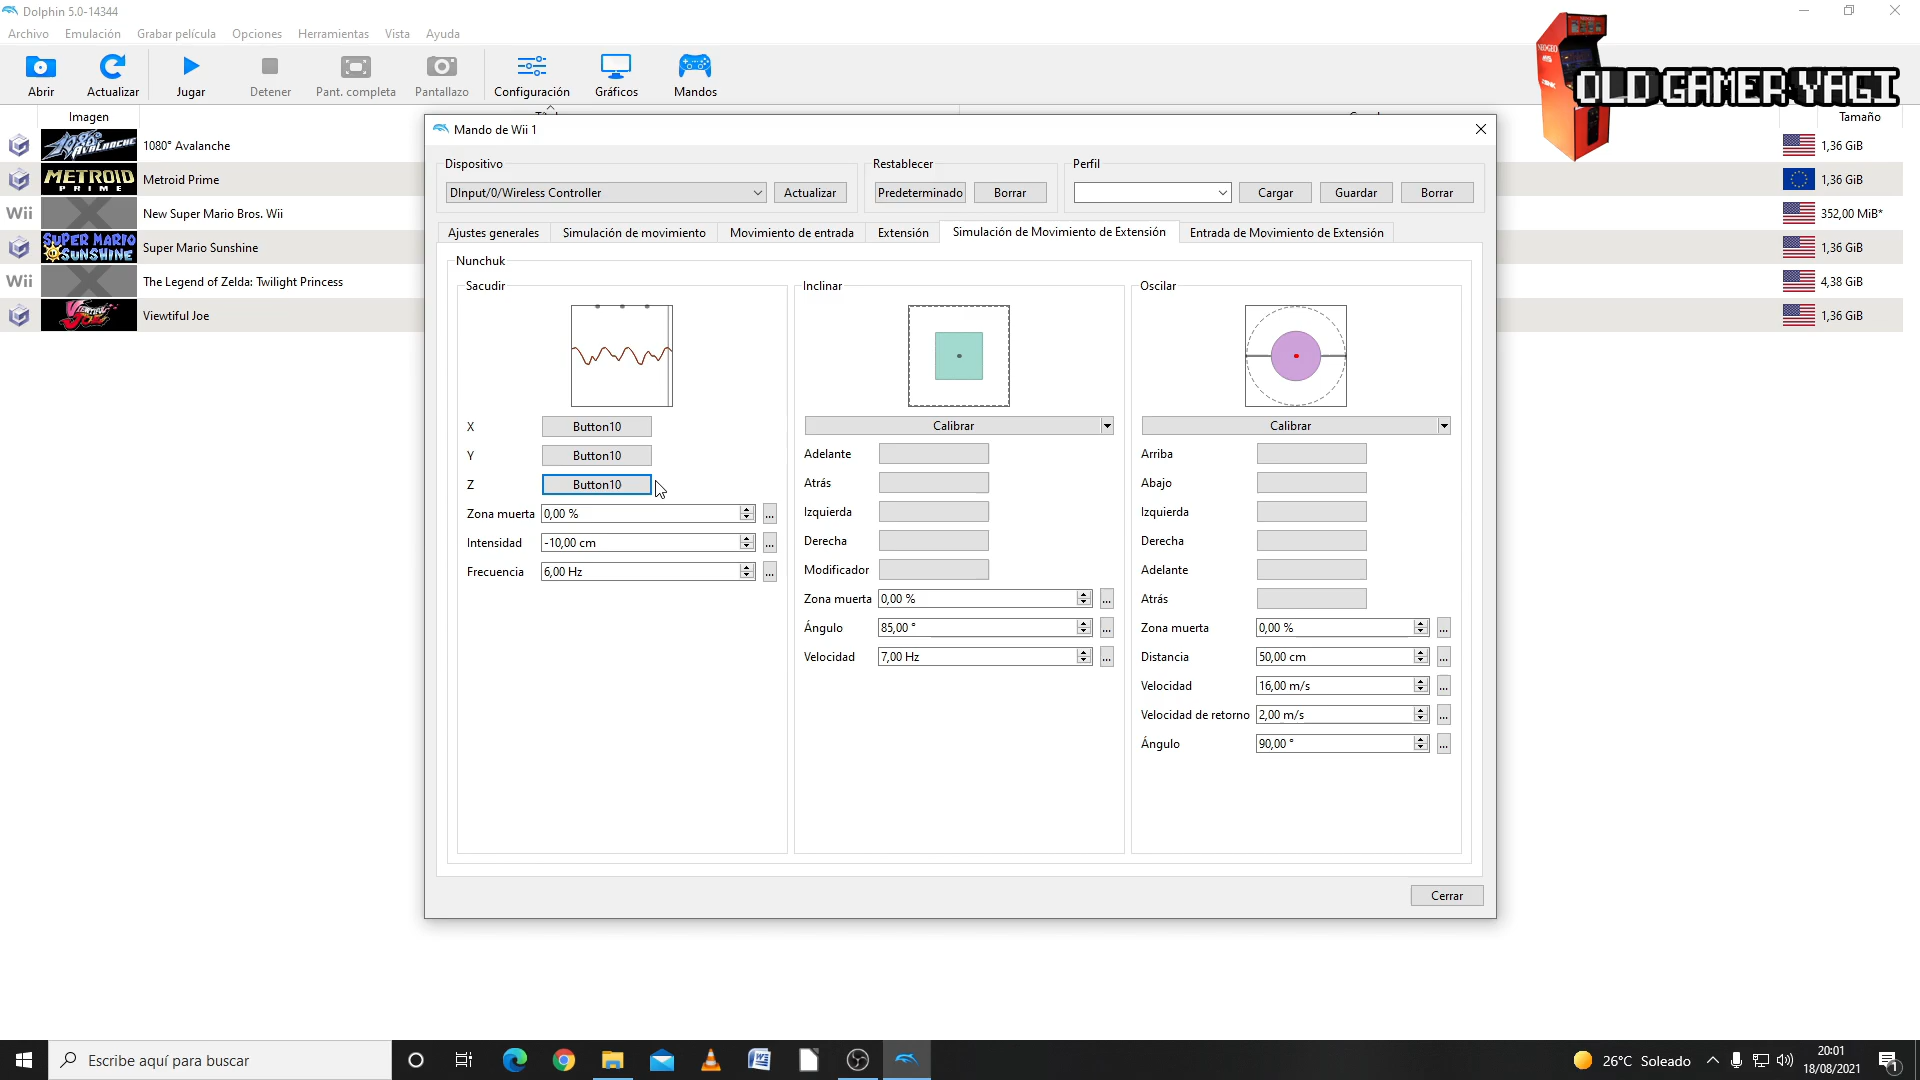 Dolphin 5.0-14344
Archivo Emulación Grabar película Opciones Herramientas Vista Ayuda
Abrir Actualizar Jugar Detener Pant. completa Pantallazo Configuración Gráficos Mandos
OLD GAMER YAGI
Imagen
Tamaño
1080° Avalanche 1,36 GiB
METROID PRIME Metroid Prime 1,36 GiB
Wii New Super Mario Bros. Wii 352,00 MiB*
SUPER MARIO SUNSHINE Super Mario Sunshine 1,36 GiB
Wii The Legend of Zelda: Twilight Princess 4,38 GiB
Viewtiful Joe 1,36 GiB
Mando de Wii 1
Dispositivo Restablecer Perfil
DInput/0/Wireless Controller Actualizar Predeterminado Borrar Cargar Guardar Borrar
Ajustes generales Simulación de movimiento Movimiento de entrada Extensión Simulación de Movimiento de Extensión Entrada de Movimiento de Extensión
Nunchuk
Sacudir
X Button10
Y Button10
Z Button10
Zona muerta 0,00 % ...
Intensidad -10,00 cm ...
Frecuencia 6,00 Hz ...
Inclinar
Calibrar
Adelante
Atrás
Izquierda
Derecha
Modificador
Zona muerta 0,00 % ...
Ángulo 85,00 ° ...
Velocidad 7,00 Hz ...
Oscilar
Calibrar
Arriba
Abajo
Izquierda
Derecha
Adelante
Atrás
Zona muerta 0,00 % ...
Distancia 50,00 cm ...
Velocidad 16,00 m/s ...
Velocidad de retorno 2,00 m/s ...
Ángulo 90,00 ° ...
Cerrar
Escribe aquí para buscar
26°C Soleado
20:01
18/08/2021
1